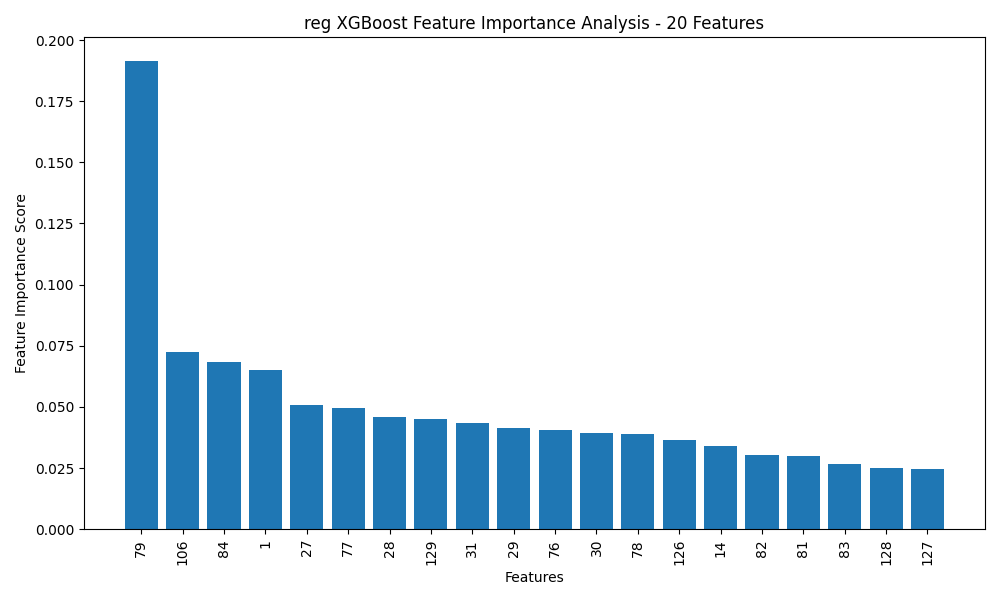 reg XGBoost Feature Importance Analysis - 20 Features
0.200
0.175
0.150
0.125
0.100
0.075
0.050
0.025
0.000
Feature Importance Score
79 106 84 1 27 77 28 129 31 29 76 30 78 126 14 82 81 83 128 127
Features